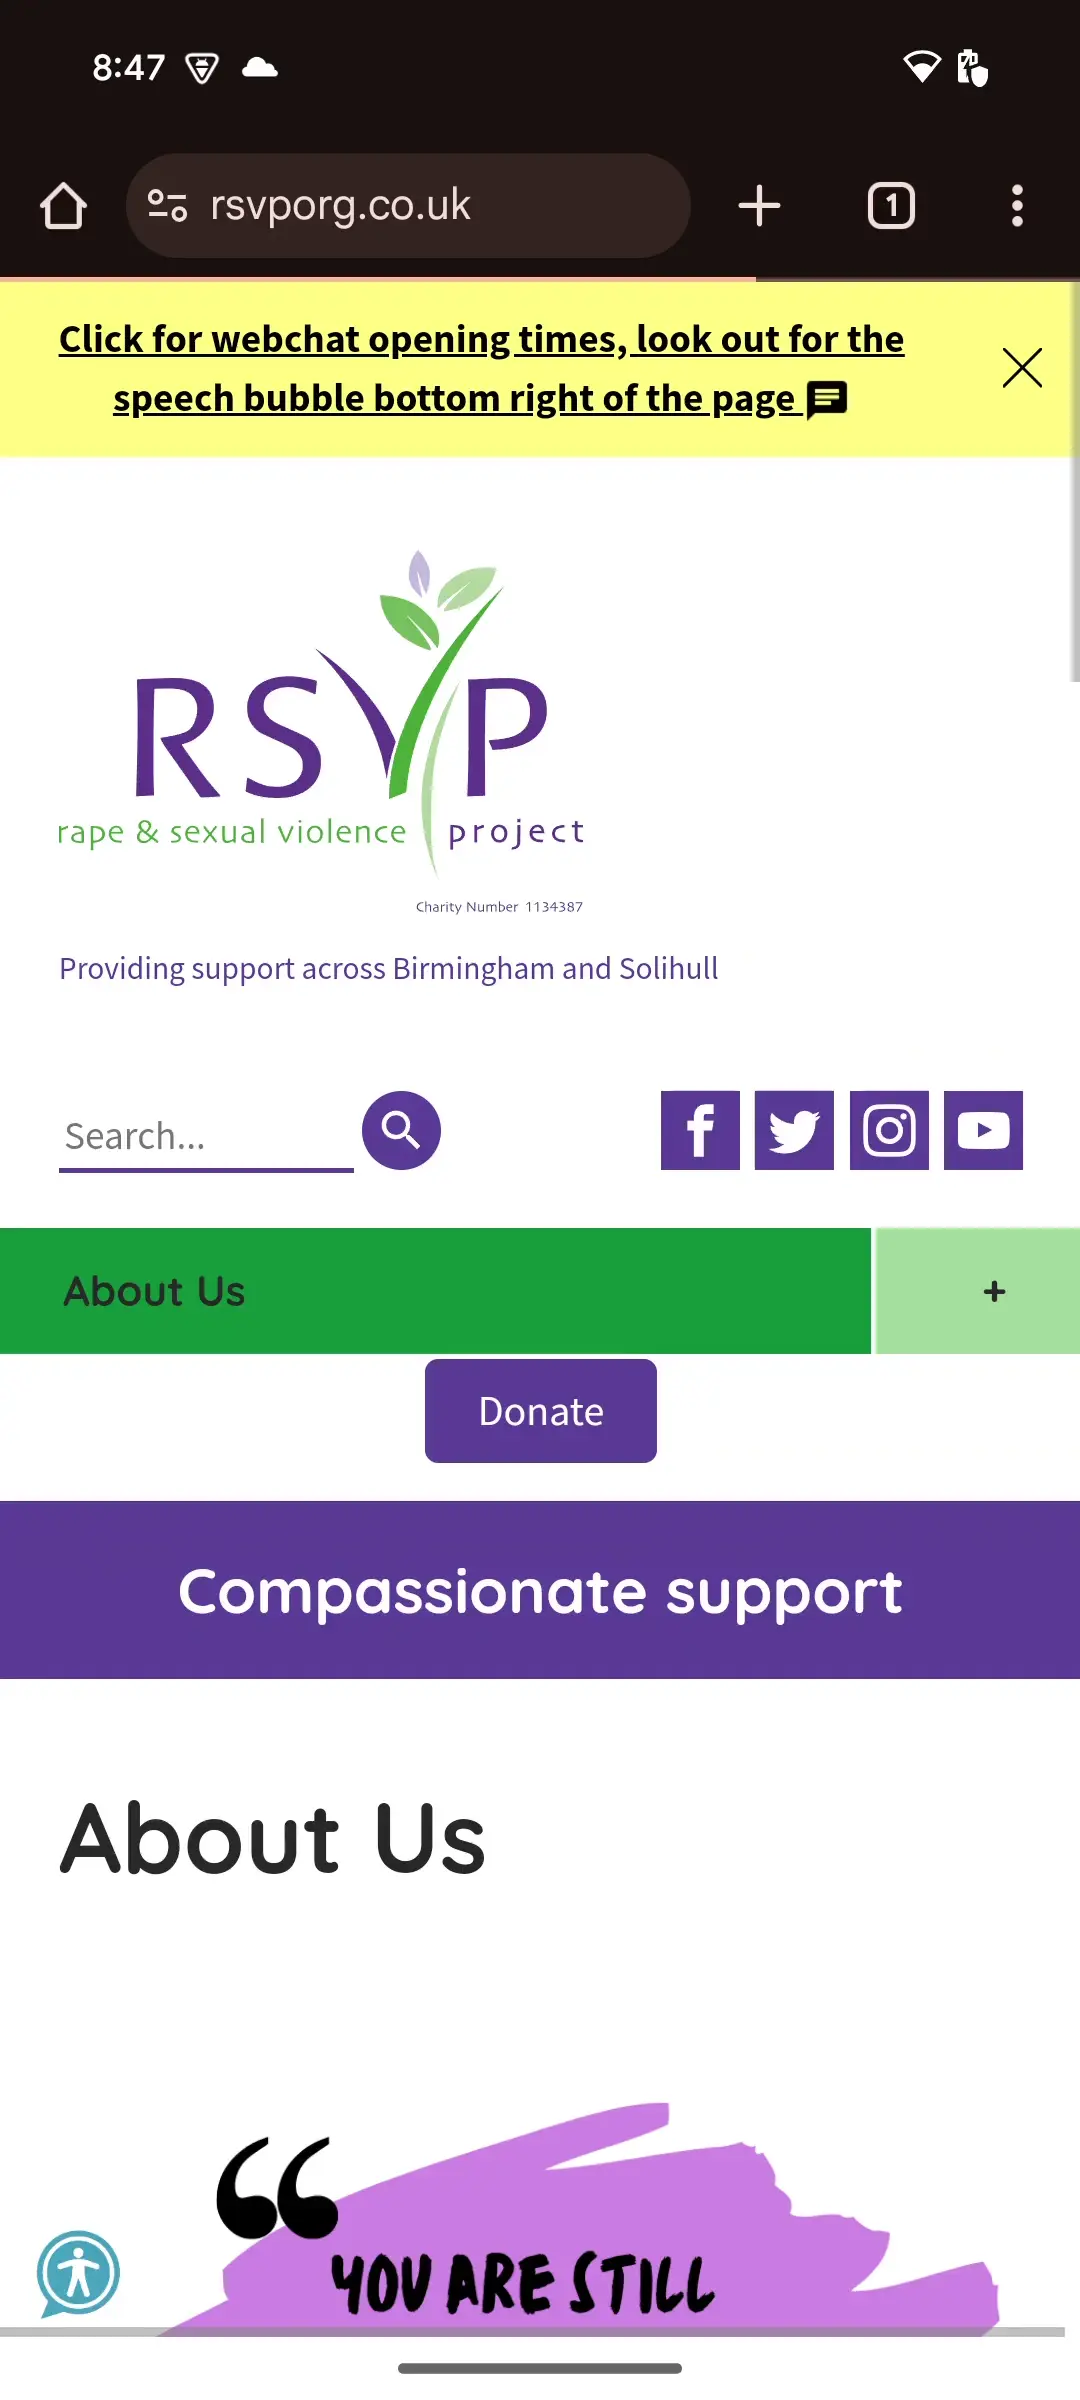 8:47
rsvporg.co.uk
1
Click for webchat opening times, look out for the
speech bubble bottom right of the page
RSVP
rape & sexual violence project
Charity Number 1134387
Providing support across Birmingham and Solihull
Search...
About Us
+
Donate
Compassionate support
About Us
“
YOU ARE STILL